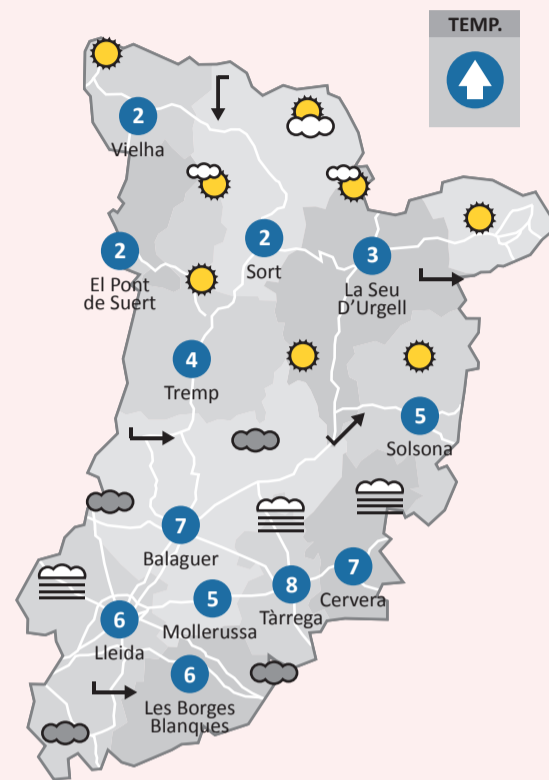 TEMP.
2
Vielha
2
El Pont
de Suert
2
Sort
3
La Seu
D'Urgell
4
Tremp
5
Solsona
7
Balaguer
5
Mollerussa
8
Tàrrega
7
Cervera
6
Lleida
6
Les Borges
Blanques